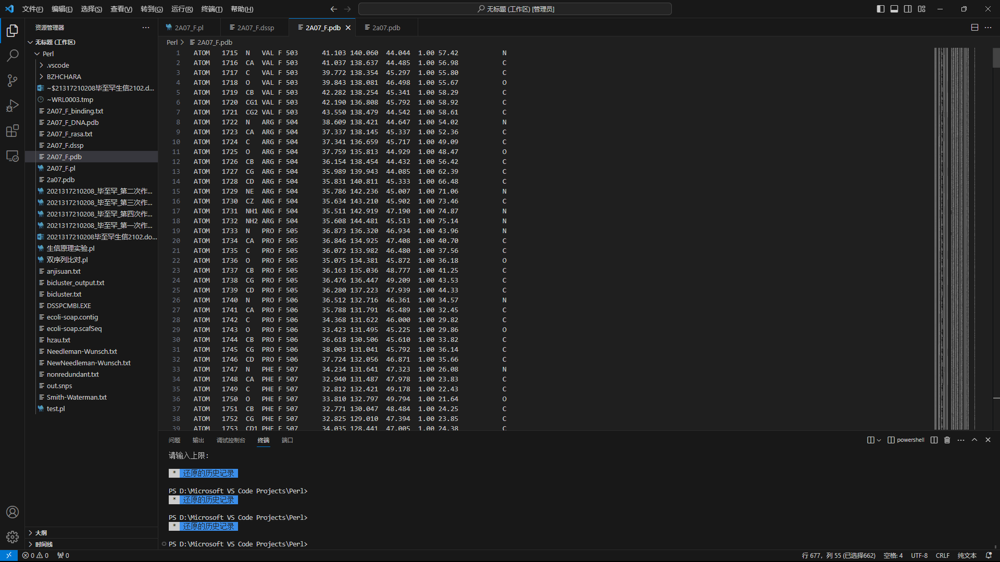 文件(F) 编辑(E) 选择(S) 查看(V) 转到(G) 运行(R) 终端(T) 帮助(H)
无标题 (工作区) [管理员]
资源管理器
无标题 (工作区)
Perl
.vscode
BZHCHARA
~$21317210208毕至罕生信2102.d...
~WRL0003.tmp
2A07_F_binding.txt
2A07_F_DNA.pdb
2A07_F_rasa.txt
2A07_F.dssp
2A07_F.pdb
2A07_F.pl
2a07.pdb
2021317210208_毕至罕_第二次作...
2021317210208_毕至罕_第三次作...
2021317210208_毕至罕_第四次作...
2021317210208_毕至罕_第一次作...
2021317210208毕至罕生信2102.do...
生信原理实验.pl
双序列比对.pl
anjisuan.txt
bicluster_output.txt
bicluster.txt
DSSPCMBI.EXE
ecoli-soap.contig
ecoli-soap.scafSeq
hzau.txt
Needleman-Wunsch.txt
NewNeedleman-Wunsch.txt
nonredundant.txt
out.snps
Smith-Waterman.txt
test.pl
大纲
时间线
2A07_F.pl 2A07_F.dssp 2A07_F.pdb 2a07.pdb
Perl > 2A07_F.pdb
1 ATOM 1715 N VAL F 503 41.103 140.060 44.044 1.00 57.42 N
2 ATOM 1716 CA VAL F 503 41.037 138.637 44.485 1.00 56.98 C
3 ATOM 1717 C VAL F 503 39.772 138.354 45.297 1.00 55.80 C
4 ATOM 1718 O VAL F 503 39.843 138.081 46.498 1.00 55.67 O
5 ATOM 1719 CB VAL F 503 42.282 138.254 45.341 1.00 58.29 C
6 ATOM 1720 CG1 VAL F 503 42.190 136.808 45.792 1.00 58.92 C
7 ATOM 1721 CG2 VAL F 503 43.550 138.479 44.542 1.00 58.61 C
8 ATOM 1722 N ARG F 504 38.609 138.421 44.647 1.00 54.02 N
9 ATOM 1723 CA ARG F 504 37.337 138.145 45.337 1.00 52.36 C
10 ATOM 1724 C ARG F 504 37.341 136.659 45.717 1.00 49.09 C
11 ATOM 1725 O ARG F 504 37.759 135.813 44.929 1.00 48.47 O
12 ATOM 1726 CB ARG F 504 36.154 138.454 44.432 1.00 56.42 C
13 ATOM 1727 CG ARG F 504 35.989 139.943 44.085 1.00 62.39 C
14 ATOM 1728 CD ARG F 504 35.831 140.811 45.333 1.00 66.48 C
15 ATOM 1729 NE ARG F 504 35.786 142.236 45.007 1.00 71.06 N
16 ATOM 1730 CZ ARG F 504 35.634 143.210 45.902 1.00 73.46 C
17 ATOM 1731 NH1 ARG F 504 35.511 142.919 47.190 1.00 74.87 N
18 ATOM 1732 NH2 ARG F 504 35.608 144.481 45.513 1.00 75.14 N
19 ATOM 1733 N PRO F 505 36.873 136.320 46.934 1.00 43.96 N
20 ATOM 1734 CA PRO F 505 36.846 134.925 47.408 1.00 40.70 C
21 ATOM 1735 C PRO F 505 36.072 133.982 46.480 1.00 37.56 C
22 ATOM 1736 O PRO F 505 35.075 134.381 45.872 1.00 36.18 O
23 ATOM 1737 CB PRO F 505 36.163 135.036 48.777 1.00 41.25 C
24 ATOM 1738 CG PRO F 505 36.476 136.447 49.209 1.00 43.53 C
25 ATOM 1739 CD PRO F 505 36.280 137.223 47.939 1.00 44.33 C
26 ATOM 1740 N PRO F 506 36.512 132.716 46.361 1.00 34.57 N
27 ATOM 1741 CA PRO F 506 35.788 131.791 45.489 1.00 32.45 C
28 ATOM 1742 C PRO F 506 34.368 131.622 46.000 1.00 29.82 C
29 ATOM 1743 O PRO F 506 33.423 131.495 45.225 1.00 29.86 O
30 ATOM 1744 CB PRO F 506 36.618 130.506 45.610 1.00 33.82 C
31 ATOM 1745 CG PRO F 506 38.003 131.041 45.792 1.00 36.14 C
32 ATOM 1746 CD PRO F 506 37.724 132.056 46.871 1.00 35.66 C
33 ATOM 1747 N PHE F 507 34.234 131.641 47.323 1.00 26.08 N
34 ATOM 1748 CA PHE F 507 32.940 131.487 47.978 1.00 23.83 C
35 ATOM 1749 C PHE F 507 32.812 132.421 49.178 1.00 22.43 C
36 ATOM 1750 O PHE F 507 33.810 132.797 49.794 1.00 21.64 O
37 ATOM 1751 CB PHE F 507 32.771 130.047 48.484 1.00 24.25 C
38 ATOM 1752 CG PHE F 507 32.825 129.010 47.394 1.00 23.85 C
39 ATOM 1753 CD1 PHE F 507 34.035 128.441 47.005 1.00 24.38 C
问题 输出 调试控制台 终端 端口
powershell
请输入上限:
* 还原的历史记录
PS D:\Microsoft VS Code Projects\Perl>
* 还原的历史记录
PS D:\Microsoft VS Code Projects\Perl>
* 还原的历史记录
PS D:\Microsoft VS Code Projects\Perl>
0 0 0
行 677，列 55 (已选择662) 空格: 4 UTF-8 CRLF 纯文本